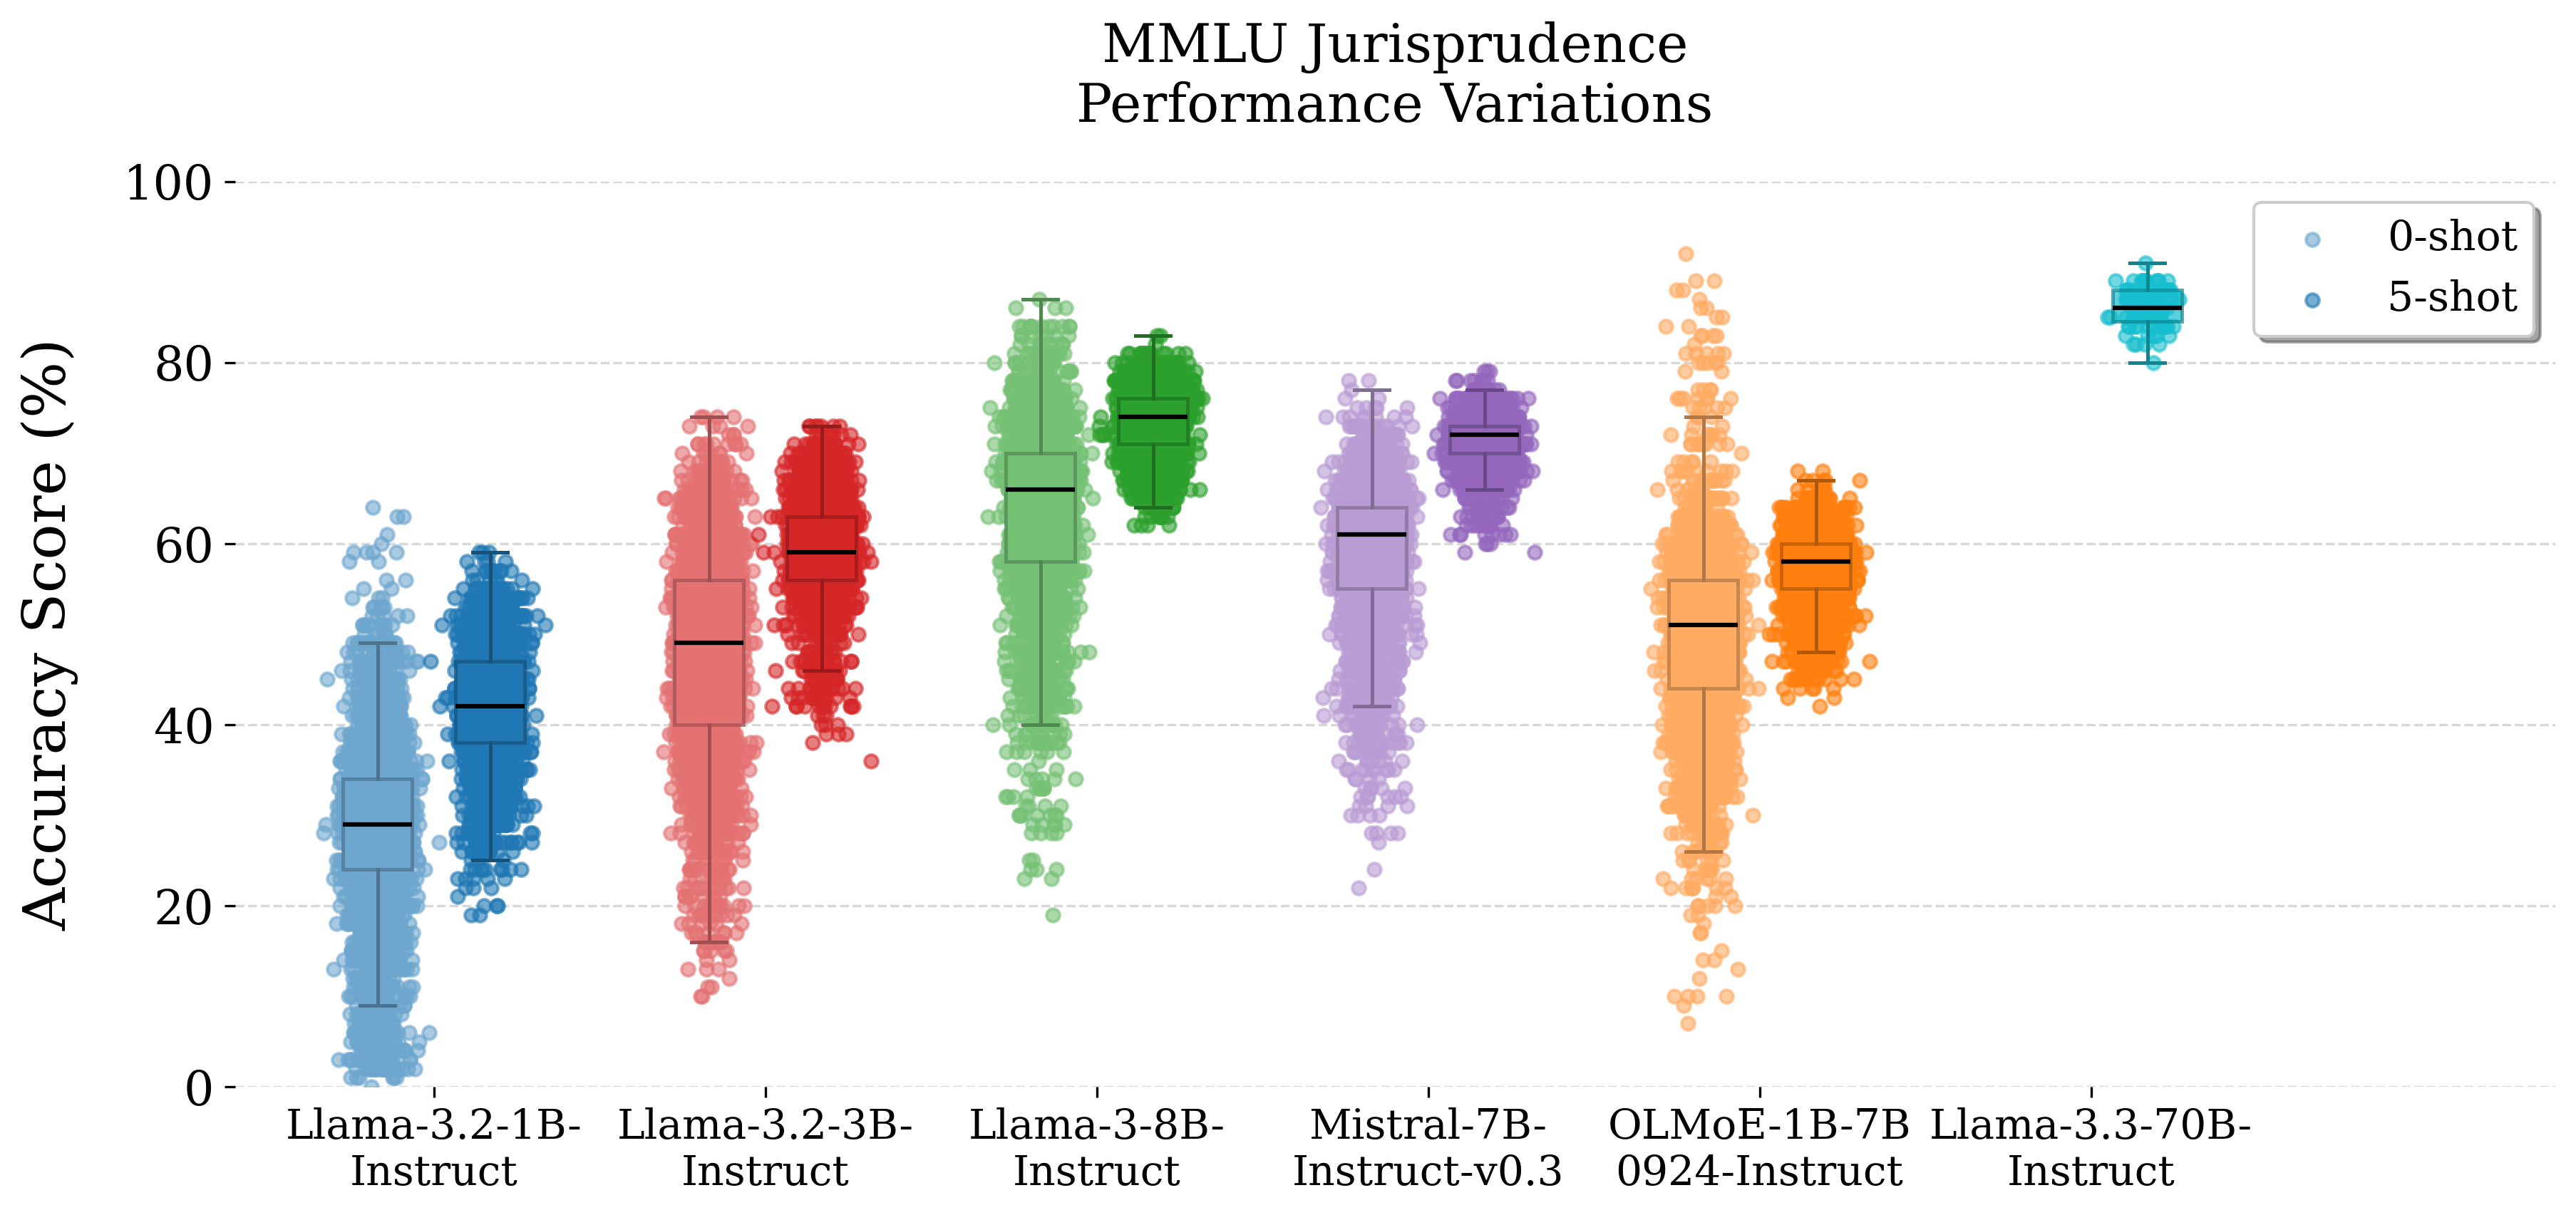 MMLU Jurisprudence
Performance Variations
Accuracy Score (%)
100
80
60
40
20
0
0-shot
5-shot
Llama-3.2-1B-
Instruct
Llama-3.2-3B-
Instruct
Llama-3-8B-
Instruct
Mistral-7B-
Instruct-v0.3
OLMoE-1B-7B
0924-Instruct
Llama-3.3-70B-
Instruct